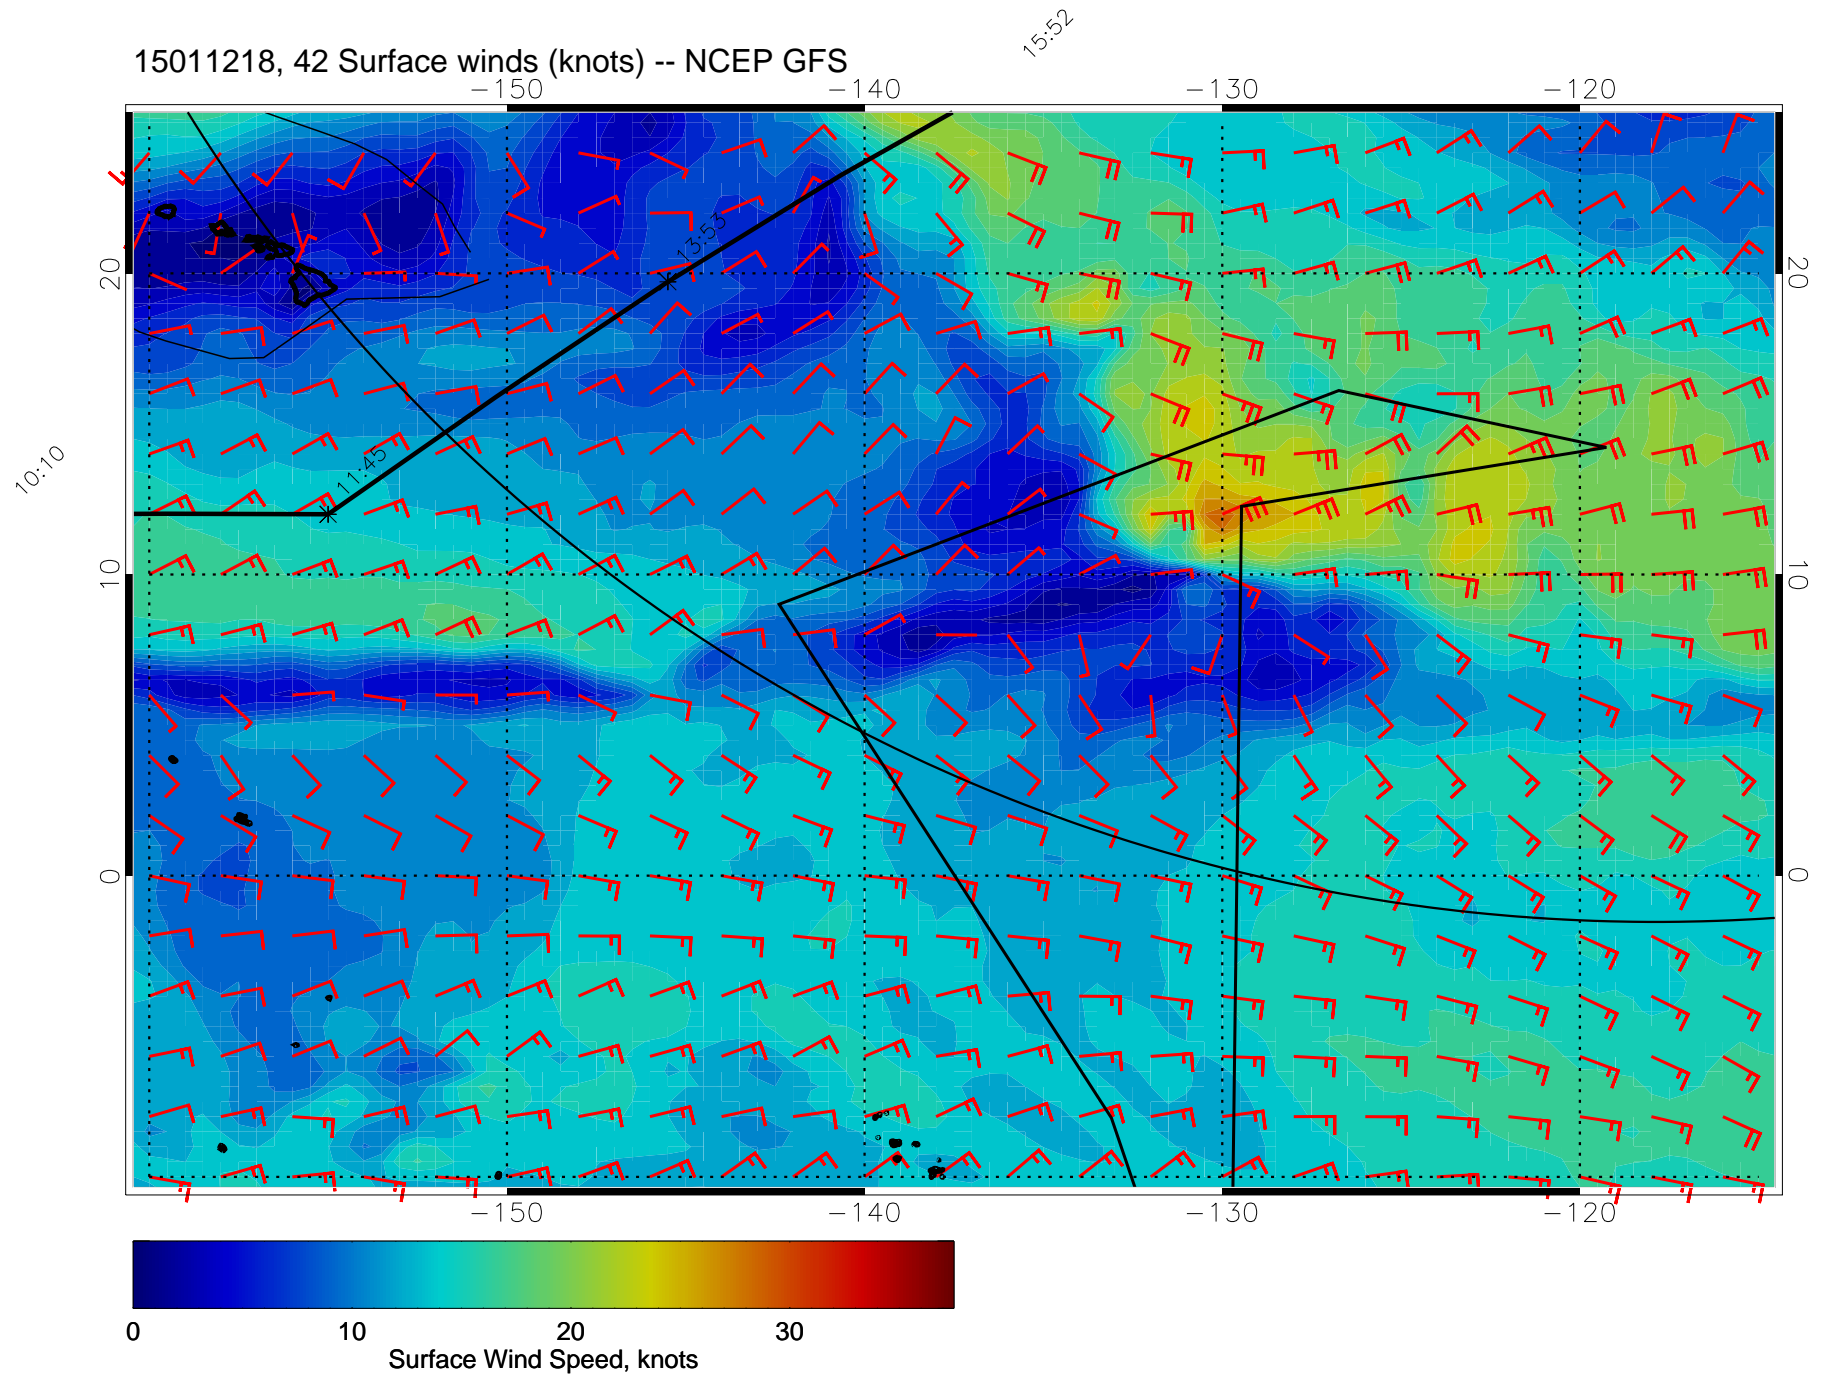 15:52
15011218, 42 Surface winds (knots) -- NCEP GFS
-150 -140 -130 -120
13:53
20 20
11:45
10:10
10 10
0 0
-150 -140 -130 -120
0 10 20 30
Surface Wind Speed, knots